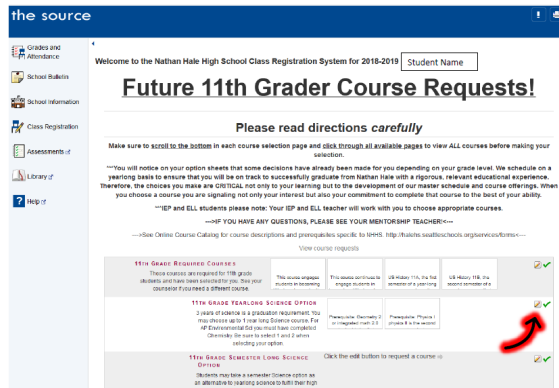 the source
Grades and
Attendance
School Bulletin
School Information
Class Registration
Assessments
Library
Help
Welcome to the Nathan Hale High School Class Registration System for 2018-2019 Student Name
Future 11th Grader Course Requests!
Please read directions carefully
Make sure to scroll to the bottom in each course selection page and click through all available pages to view ALL courses before making your
selection.
***You will notice on your option sheets that some decisions have already been made for you depending on your grade level. We schedule on a
yearlong basis to ensure that you will be on track to successfully graduate from Nathan Hale with a rigorous, relevant educational experience.
Therefore, the choices you make are CRITICAL not only to your learning but to the development of our master schedule and course offerings. When
you choose a course you are signaling not only your interest but also your commitment to complete that course to the best of your ability.
***IEP and ELL students please note: Your IEP and ELL teacher will work with you to choose appropriate courses.
--->IF YOU HAVE ANY QUESTIONS, PLEASE SEE YOUR MENTORSHIP TEACHER!<---
--->See Online Course Catalog for course descriptions and prerequisites specific to NHHS. http://halehs.seattleschools.org/services/forms<---
View course requests
11TH GRADE REQUIRED COURSES
These courses are required for 11th grade
students and have been selected for you. See your
counselor if you need a different course.
This course engages
students in becoming
This course continues to
engage students in
US History 11A, the first
semester of a year long
US History 11B, the
second semester of a
11TH GRADE YEARLONG SCIENCE OPTION
3 years of science is a graduation requirement. You
may choose up to 1 year long Science course. For
AP Environmental Sci you must have completed
Chemistry. Be sure to select 1 and 2 when
selecting your option.
Prerequisite: Geometry 2
or integrated math 2.0
Prerequisite: Physics I
physics B is the second
11TH GRADE SEMESTER LONG SCIENCE
OPTION
Click the edit button to request a course
Students may take a semester Science option as
an alternative to yearlong science to fulfill their high